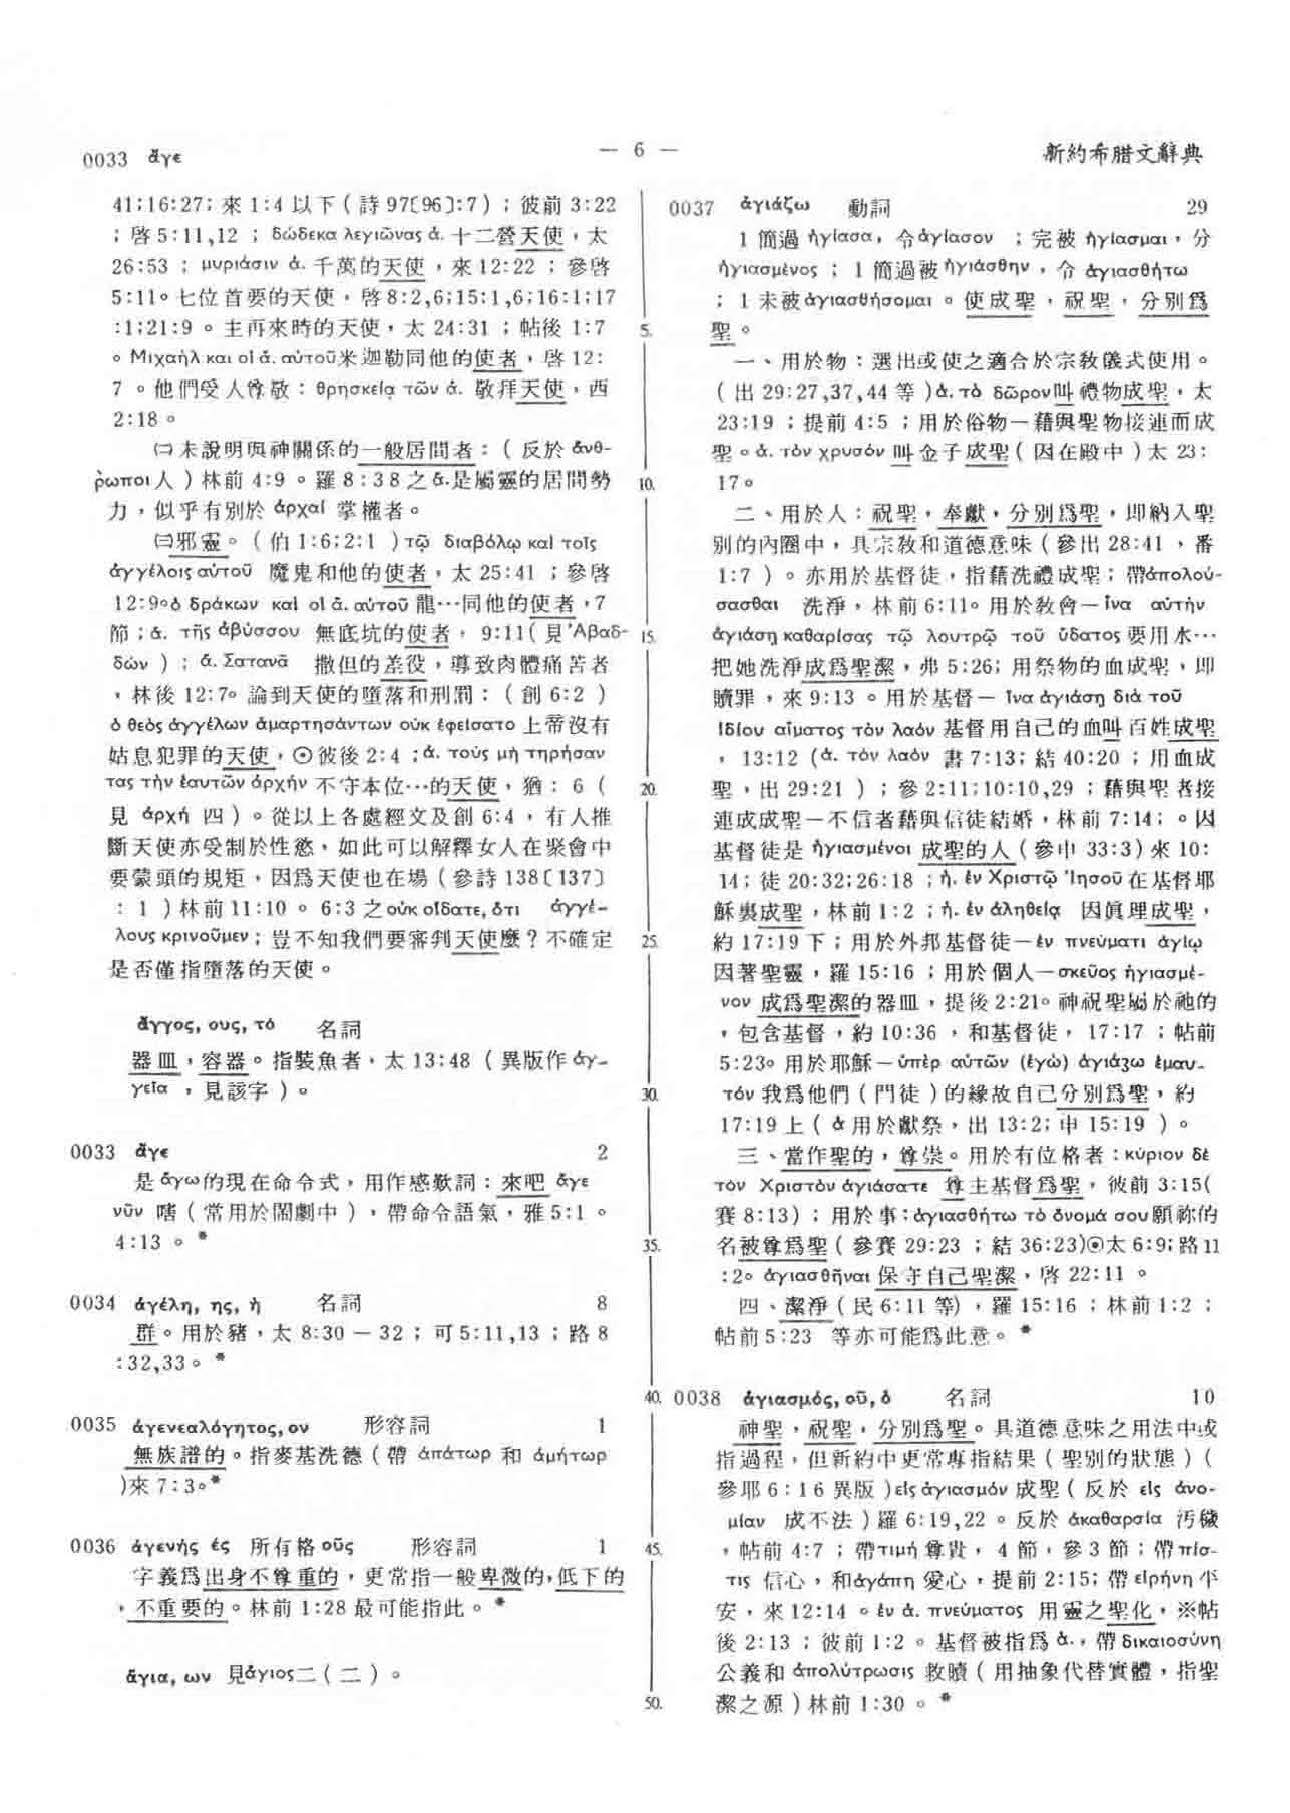 0033 ἄγε
— 6 —
新約希腊文辭典
41;16:27; 來 1:4 以下 ( 詩 97〔96〕:7 ) ; 彼前 3:22
; 啓 5:11,12 ; δώδεκα λεγιῶνας ἀ. 十二營天使,太
26:53 ; μυριάσιν ἀ. 千萬的天使,來 12:22 ; 參啓
5:11。七位首要的天使,啓 8:2,6;15:1,6;16:1;17
:1;21:9 。主再來時的天使,太 24:31 ; 帖後 1:7
。Μιχαὴλ και οἱ ἀ. αὐτοῦ米迦勒同他的使者,啓 12:
7 。他們受人尊敬 : θρησκείᾳ τῶν ἀ. 敬拜天使,西
2:18 。
㈡未說明與神關係的一般居間者 : ( 反於 ἀνθ-
ρωποι人 ) 林前 4:9 。羅 8:38 之 ἄ.是屬靈的居間勢
力,似乎有別於 ἀρχαί 掌權者。
㈢邪靈。( 伯 1:6;2:1 ) τῷ διαβόλῳ καὶ τοῖς
ἀγγέλοις αὐτοῦ 魔鬼和他的使者,太 25:41 ; 參啓
12:9。ὁ δράκων καὶ οἱ ἄ. αὐτοῦ 龍…同他的使者,7
節 ; ἀ. τῆς ἀβύσσου 無底坑的使者, 9:11 ( 見 Ἀβαδ-
δών ) ; ἀ. Σατανᾶ 撒但的差役,導致肉體痛苦者
,林後 12:7。論到天使的墮落和刑罰 : ( 創 6:2 )
ὁ θεὸς ἀγγέλων ἁμαρτησάντων οὐκ ἐφείσατο 上帝沒有
姑息犯罪的天使,⊙彼後 2:4 ; ἀ. τοὺς μὴ τηρήσαν
τας τὴν ἑαυτῶν ἀρχήν 不守本位…的天使,猶 : 6 (
見 ἀρχή 四 ) 。從以上各處經文及創 6:4 ,有人推
斷天使亦受制於性慾,如此可以解釋女人在聚會中
要蒙頭的規矩,因爲天使也在場 ( 參詩 138〔137〕
: 1 ) 林前 11:10 。6:3 之 οὐκ οἴδατε, ὅτι ἀγγέ-
λους κρινοῦμεν ; 豈不知我們要審判天使麼?不確定
是否僅指墮落的天使。
ἄγγος, ους, τό 名詞
器皿,容器。指裝魚者,太 13:48 ( 異版作 ἀγ-
γεῖα ,見該字 ) 。
0033 ἄγε 2
是 ἄγω的現在命令式,用作感歎詞 : 來吧 ἄγε
νῦν 嗐 ( 常用於鬧劇中 ) ,帶命令語氣,雅 5:1 。
4:13 。*
0034 ἀγέλη, ης, ἡ 名詞 8
群。用於豬,太 8:30 — 32 ; 可 5:11,13 ; 路 8
:32,33 。*
0035 ἀγενεαλόγητος, ον 形容詞 1
無族譜的。指麥基洗德 ( 帶 ἀπάτωρ 和 ἀμήτωρ
)來 7:3。*
0036 ἀγενής ές 所有格οῦς 形容詞 1
字義爲出身不尊重的,更常指一般卑微的,低下的
,不重要的。林前 1:28 最可能指此。*
ἅγια, ων 見ἅγιος二 ( 二 ) 。
5.
10.
15.
20.
25.
30.
35.
40.
45.
50.
0037 ἁγιάζω 動詞 29
1 簡過 ἡγίασα, 令ἁγίασον ; 完被 ἡγίασμαι,分
ἡγιασμένος ; 1 簡過被ἡγιάσθην,令 ἁγιασθήτω
; 1 未被ἁγιασθήσομαι 。使成聖,祝聖,分別爲
聖。
一、用於物 : 選出或使之適合於宗教儀式使用。
( 出 29:27,37,44 等 ) ἁ. τὸ δῶρον叫禮物成聖,太
23:19 ; 提前 4:5 ; 用於俗物—藉與聖物接連而成
聖。ἁ. τὸν χρυσόν 叫金子成聖 ( 因在殿中 ) 太 23:
17。
二、用於人 : 祝聖,奉獻,分別爲聖,即納入聖
別的內圈中,具宗教和道德意味 ( 參出 28:41 、番
1:7 ) 。亦用於基督徒,指藉洗禮成聖 ; 帶ἀπολού-
σασθαι 洗淨,林前 6:11。用於教會— ἵνα αὐτὴν
ἁγιάσῃ καθαρίσας τῷ λουτρῷ τοῦ ὕδατος 要用水…
把她洗淨成爲聖潔,弗 5:26; 用祭物的血成聖,即
贖罪,來 9:13 。用於基督— ἵνα ἁγιάσῃ διὰ τοῦ
ἰδίου αἵματος τὸν λαόν 基督用自己的血叫百姓成聖
, 13:12 (ἁ. τὸν λαόν 書 7:13; 結 40:20 ; 用血成
聖,出 29:21 ) ; 參 2:11;10:10,29 ; 藉與聖者接
連或成聖—不信者藉與信徒結婚,林前 7:14; 。因
基督徒是 ἡγιασμένοι 成聖的人 ( 參申 33:3 ) 來 10:
14; 徒 20:32;26:18 ; ἡ. ἐν Χριστῷ Ἰησοῦ 在基督耶
穌裏成聖,林前 1:2 ; ἡ. ἐν ἀληθείᾳ 因眞理成聖,
約 17:19 下 ; 用於外邦基督徒—ἐν πνεύματι ἁγίῳ
因著聖靈,羅 15:16 ; 用於個人—σκεῦος ἡγιασμέ-
νον 成爲聖潔的器皿,提後 2:21。神祝聖屬於祂的
,包含基督,約 10:36 ,和基督徒, 17:17 ; 帖前
5:23。用於耶穌—ὑπὲρ αὐτῶν (ἐγὼ) ἁγιάζω ἐμαυ-
τόν 我爲他們 ( 門徒 ) 的緣故自己分別爲聖,約
17:19 上 ( ἁ 用於獻祭,出 13:2; 申 15:19 ) 。
三、當作聖的,尊崇。用於有位格者 : κύριον δὲ
τὸν Χριστὸν ἁγιάσατε 尊主基督爲聖,彼前 3:15(
賽 8:13) ; 用於事 : ἁγιασθήτω τὸ ὄνομά σου願祢的
名被尊爲聖 ( 參賽 29:23 ; 結 36:23)⊙太 6:9; 路 11
:2。ἁγιασθῆναι 保守自己聖潔,啓 22:11 。
四、潔淨 ( 民 6:11 等) ,羅 15:16 ; 林前 1:2 ;
帖前 5:23 等亦可能爲此意。*
0038 ἁγιασμός, οῦ, ὁ 名詞 10
神聖,祝聖,分別爲聖。具道德意味之用法中或
指過程,但新約中更常專指結果 ( 聖別的狀態 ) (
參耶 6 : 16 異版 ) εἰς ἁγιασμόν 成聖 ( 反於 εἰς ἀνο-
μίαν 成不法 ) 羅 6:19,22 。反於 ἀκαθαρσία 污穢
,帖前 4:7 ; 帶τιμή 尊貴, 4 節,參 3 節 ; 帶 πίσ-
τις 信心,和ἀγάπη 愛心,提前 2:15; 帶 εἰρήνη 平
安,來 12:14 。ἐν ἁ. πνεύματος 用靈之聖化,※帖
後 2:13 ; 彼前 1:2 。基督被指爲 ἁ.,帶 δικαιοσύνη
公義和 ἀπολύτρωσις 救贖 ( 用抽象代替實體,指聖
潔之源 ) 林前 1:30 。*